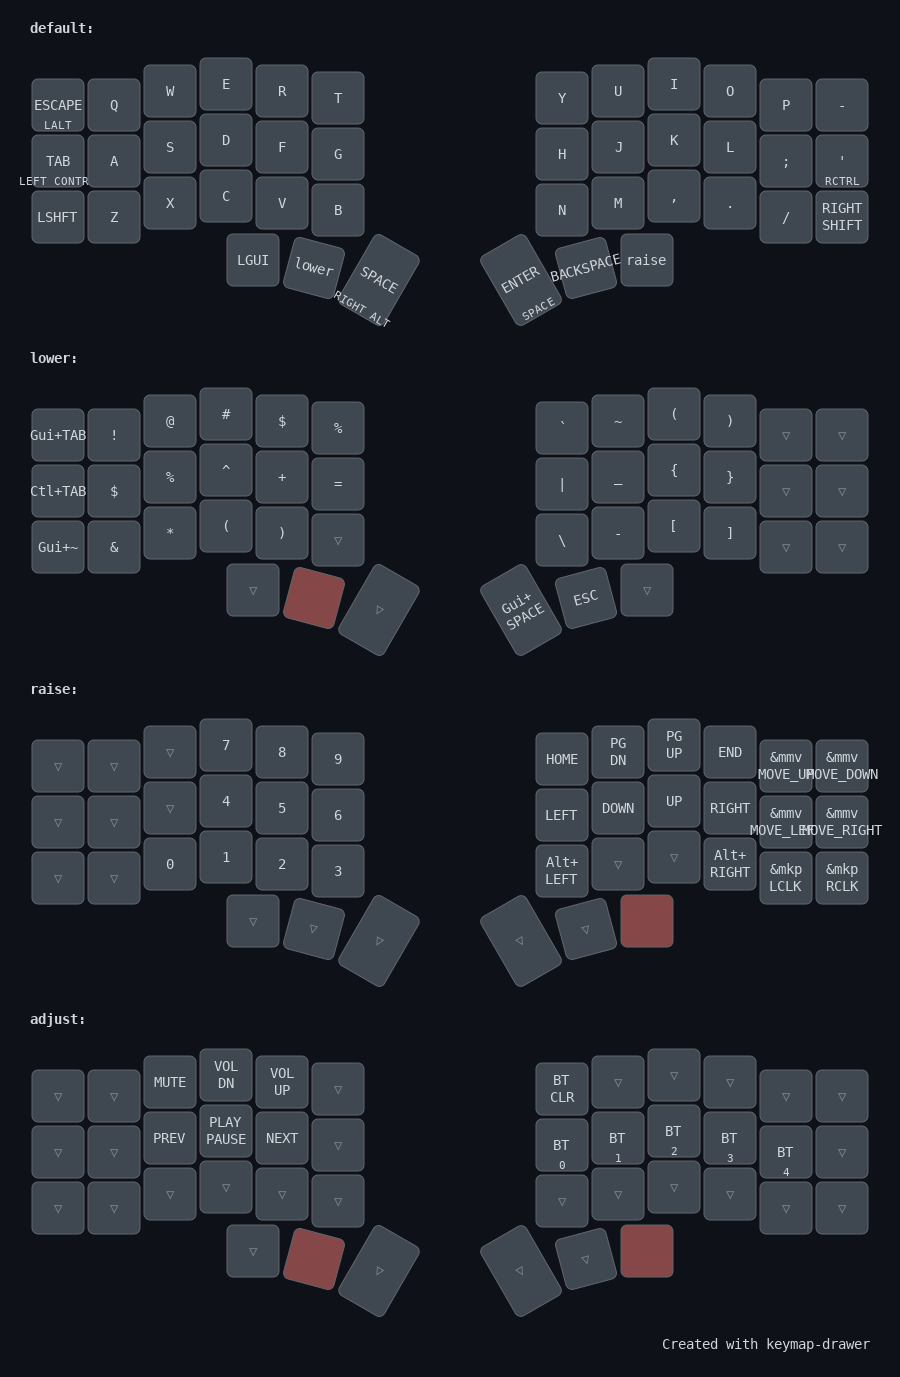 default:
ESCAPE Q W E R T Y U I O P -
LALT
TAB A S D F G H J K L ; '
LEFT CONTR RCTRL
LSHFT Z X C V B N M , . / RIGHT
SHIFT
LGUI lower SPACE ENTER BACKSPACE raise
RIGHT ALT SPACE
lower:
Gui+TAB ! @ # $ % ` ~ ( ) ▽ ▽
Ctl+TAB $ % ^ + = | _ { } ▽ ▽
Gui+~ & * ( ) ▽ \ - [ ] ▽ ▽
▽ ▽ Gui+ ESC ▽
SPACE
raise:
▽ ▽ ▽ 7 8 9 HOME PG PG END &mmv &mmv
DN UP MOVE_UP MOVE_DOWN
▽ ▽ ▽ 4 5 6 LEFT DOWN UP RIGHT &mmv &mmv
MOVE_LEF MOVE_RIGHT
▽ ▽ 0 1 2 3 Alt+ ▽ ▽ Alt+ &mkp &mkp
LEFT RIGHT LCLK RCLK
▽ ▽ ▽ ▽ ▽
adjust:
▽ ▽ MUTE VOL VOL ▽ BT ▽ ▽ ▽ ▽ ▽
DN UP CLR
▽ ▽ PREV PLAY NEXT ▽ BT BT BT BT BT ▽
PAUSE 0 1 2 3 4
▽ ▽ ▽ ▽ ▽ ▽ ▽ ▽ ▽ ▽ ▽ ▽
▽ ▽ ▽ ▽
Created with keymap-drawer